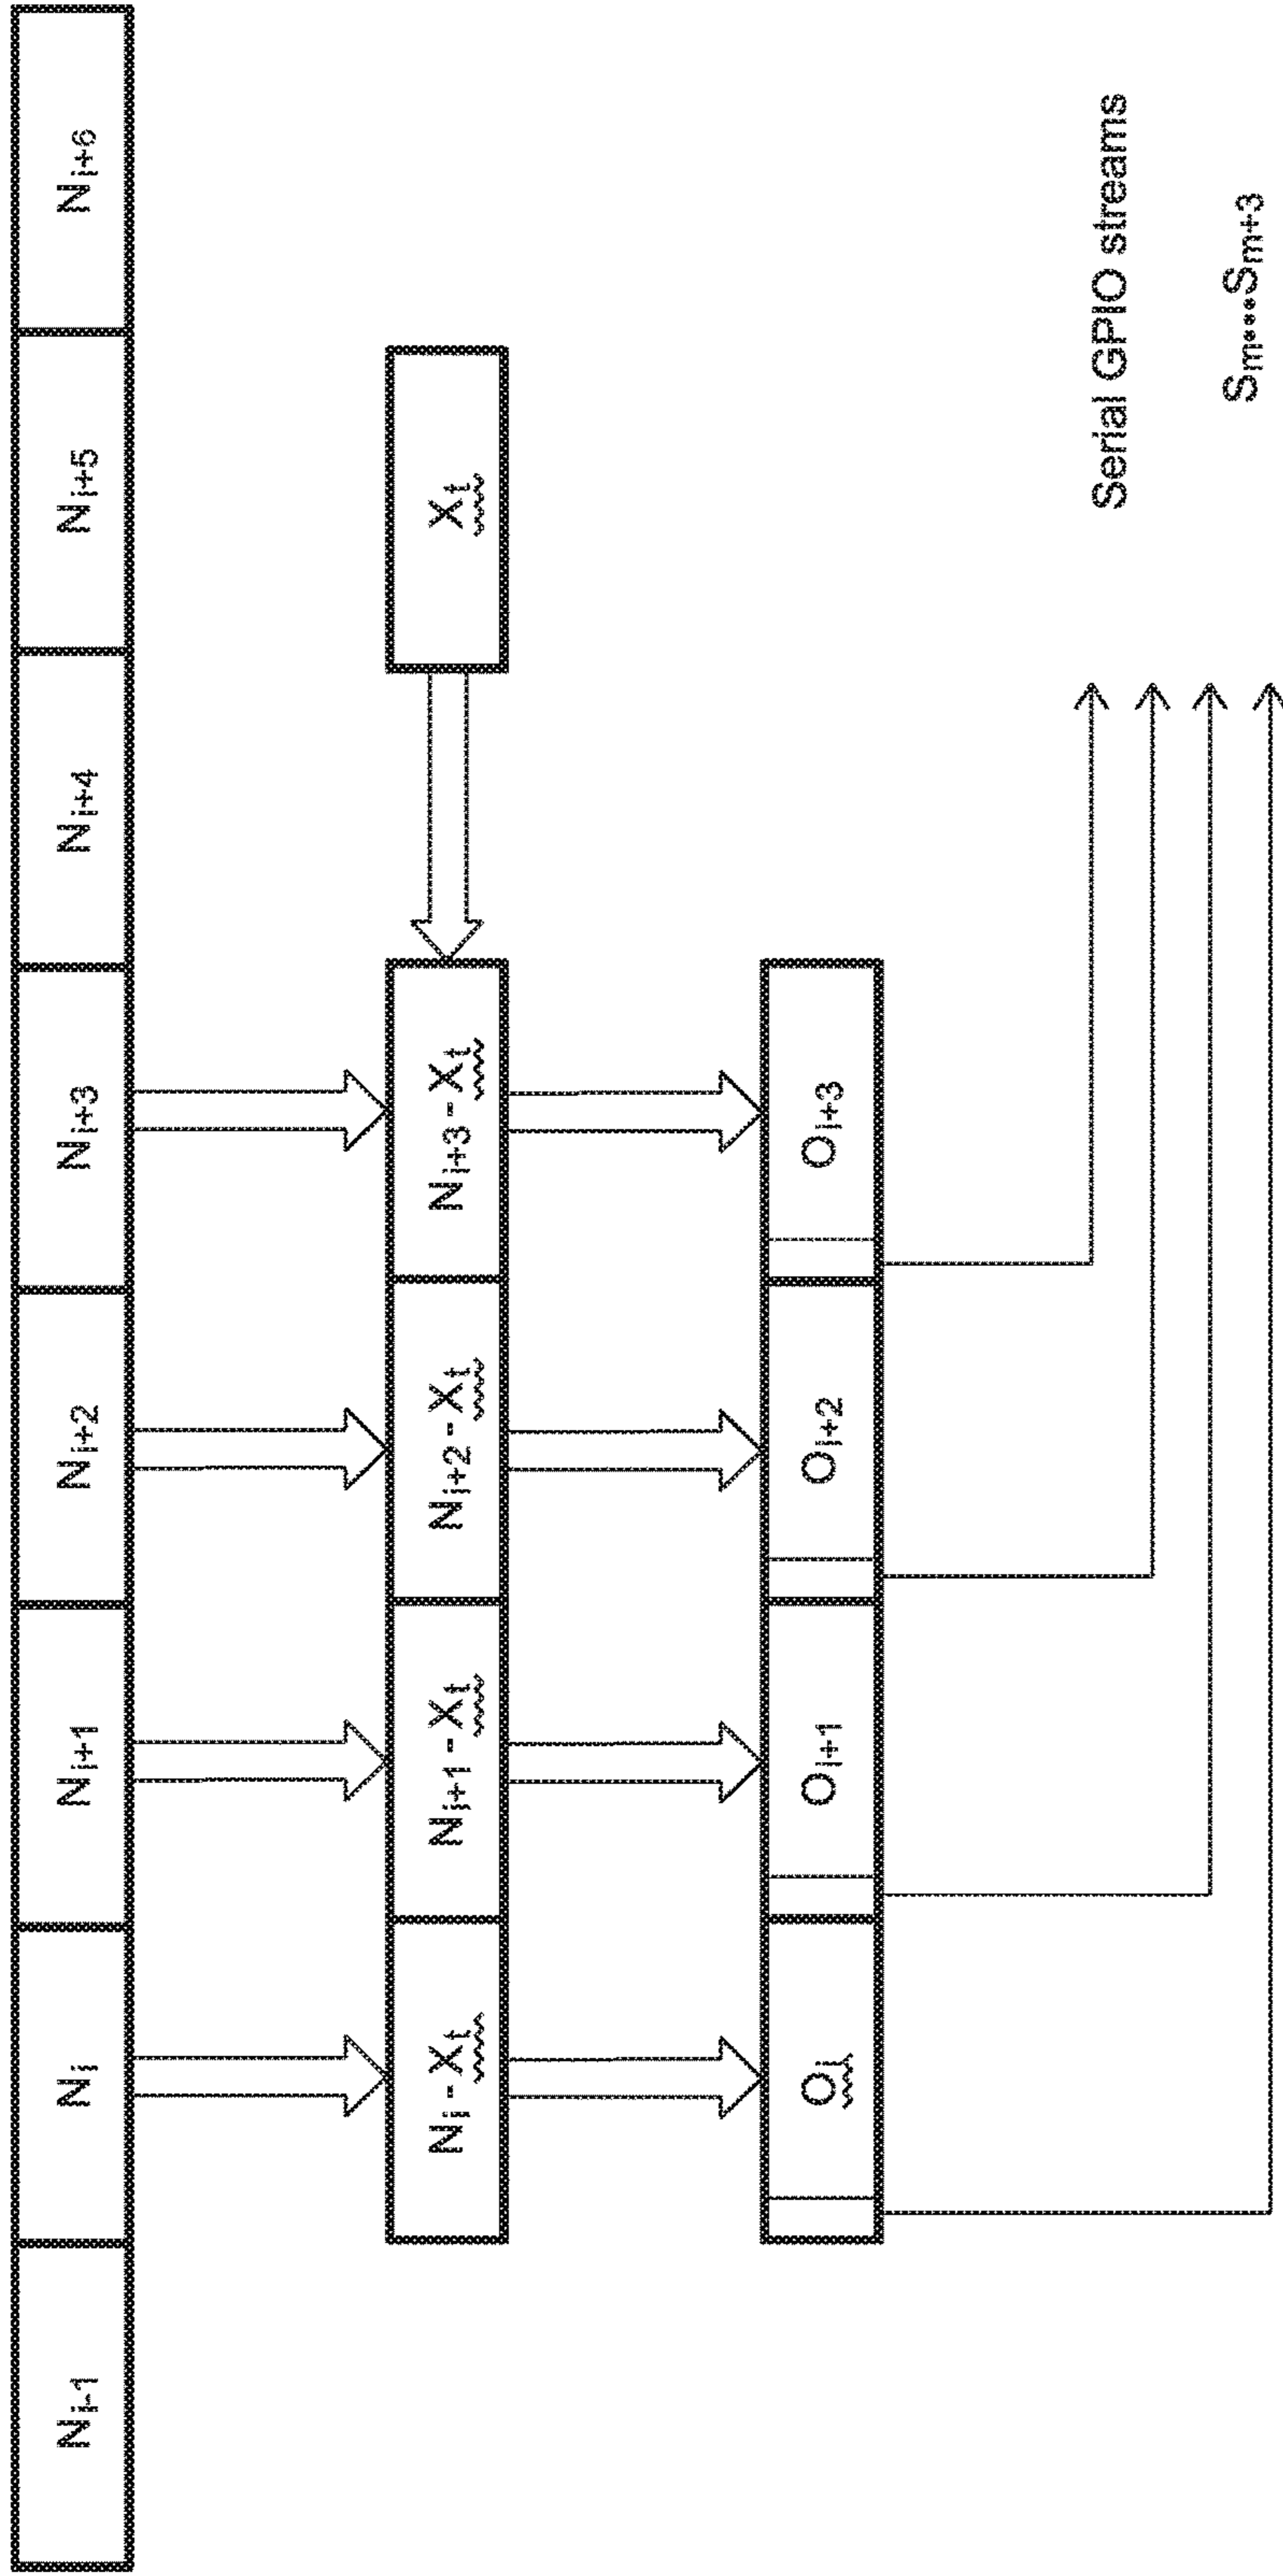 Nᵢ₋₁ Nᵢ Nᵢ₊₁ Nᵢ₊₂ Nᵢ₊₃ Nᵢ₊₄ Nᵢ₊₅ Nᵢ₊₆
Nᵢ - Xₜ Nᵢ₊₁ - Xₜ Nᵢ₊₂ - Xₜ Nᵢ₊₃ - Xₜ Xₜ
Oᵢ Oᵢ₊₁ Oᵢ₊₂ Oᵢ₊₃
Serial GPIO streams
Sₘ••••Sₘ₊₃